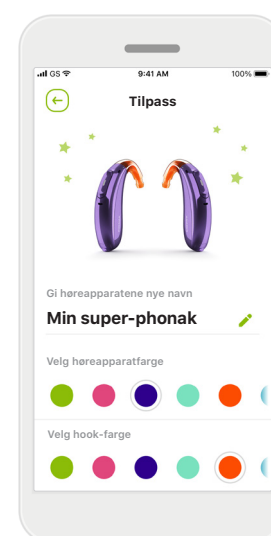 GS 9:41 AM 100%
Tilpass
Gi høreapparatene nye navn
Min super-phonak
Velg høreapparatfarge
Velg hook-farge